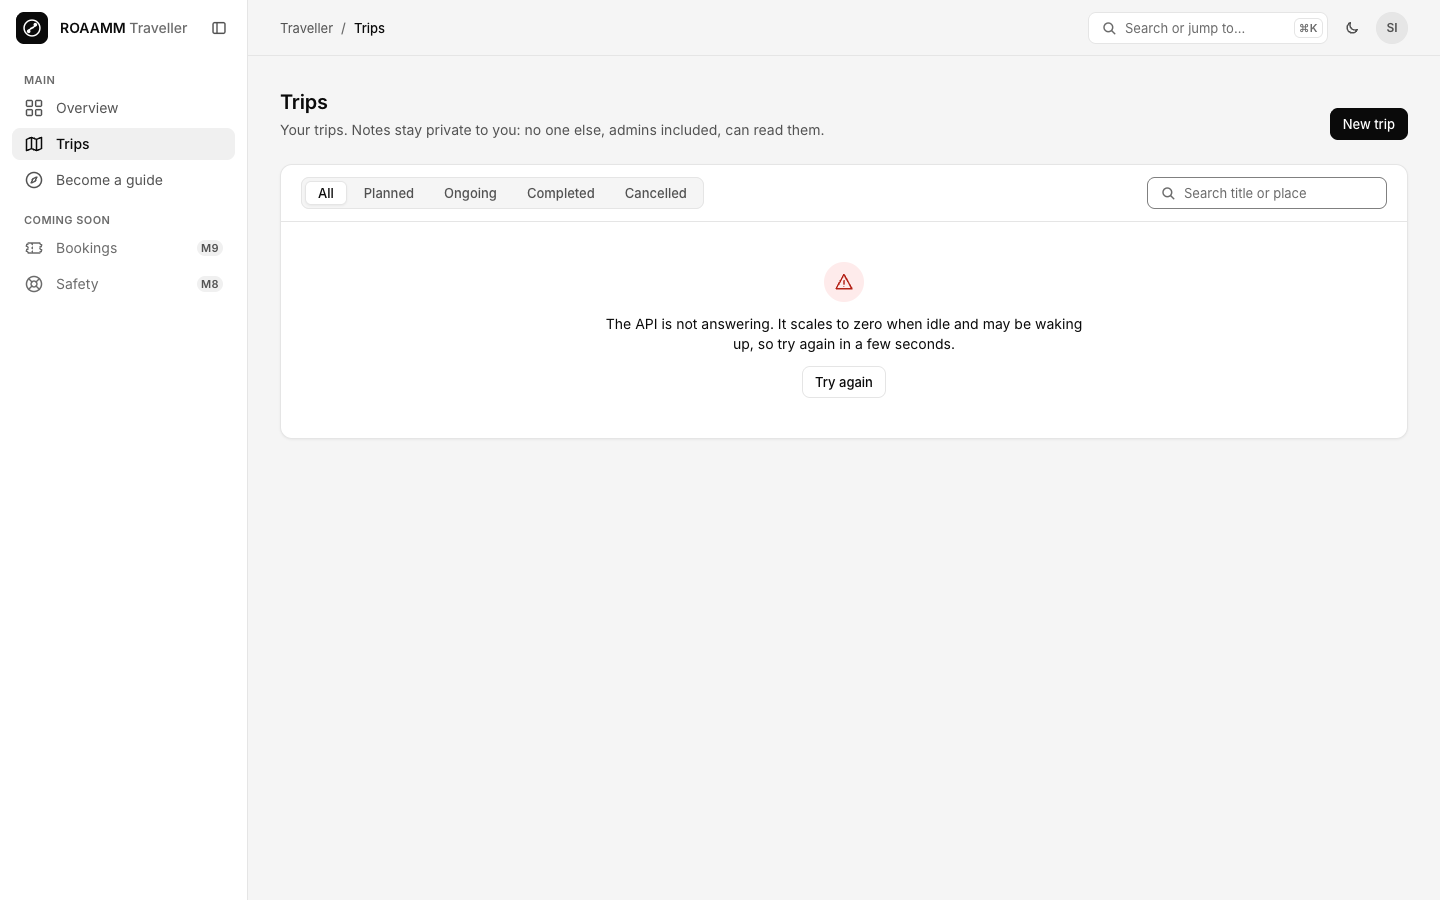 ROAAMM Traveller
MAIN
Overview
Trips
Become a guide
COMING SOON
Bookings M9
Safety M8
Traveller / Trips
Search or jump to... ⌘K
SI
Trips
Your trips. Notes stay private to you: no one else, admins included, can read them.
New trip
All Planned Ongoing Completed Cancelled
Search title or place
The API is not answering. It scales to zero when idle and may be waking
up, so try again in a few seconds.
Try again